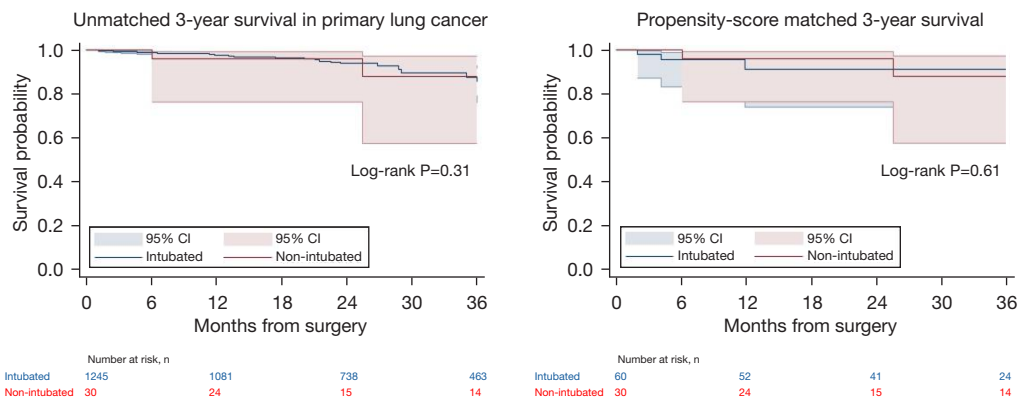 Unmatched 3-year survival in primary lung cancer
1.0
0.8
0.6
0.4
0.2
0.0
Survival probability
Log-rank P=0.31
95% CI 95% CI
Intubated Non-intubated
0 6 12 18 24 30 36
Months from surgery
Number at risk, n
Intubated 1245 1081 738 463
Non-intubated 30 24 15 14
Propensity-score matched 3-year survival
1.0
0.8
0.6
0.4
0.2
0.0
Survival probability
Log-rank P=0.61
95% CI 95% CI
Intubated Non-intubated
0 6 12 18 24 30 36
Months from surgery
Number at risk, n
Intubated 60 52 41 24
Non-intubated 30 24 15 14